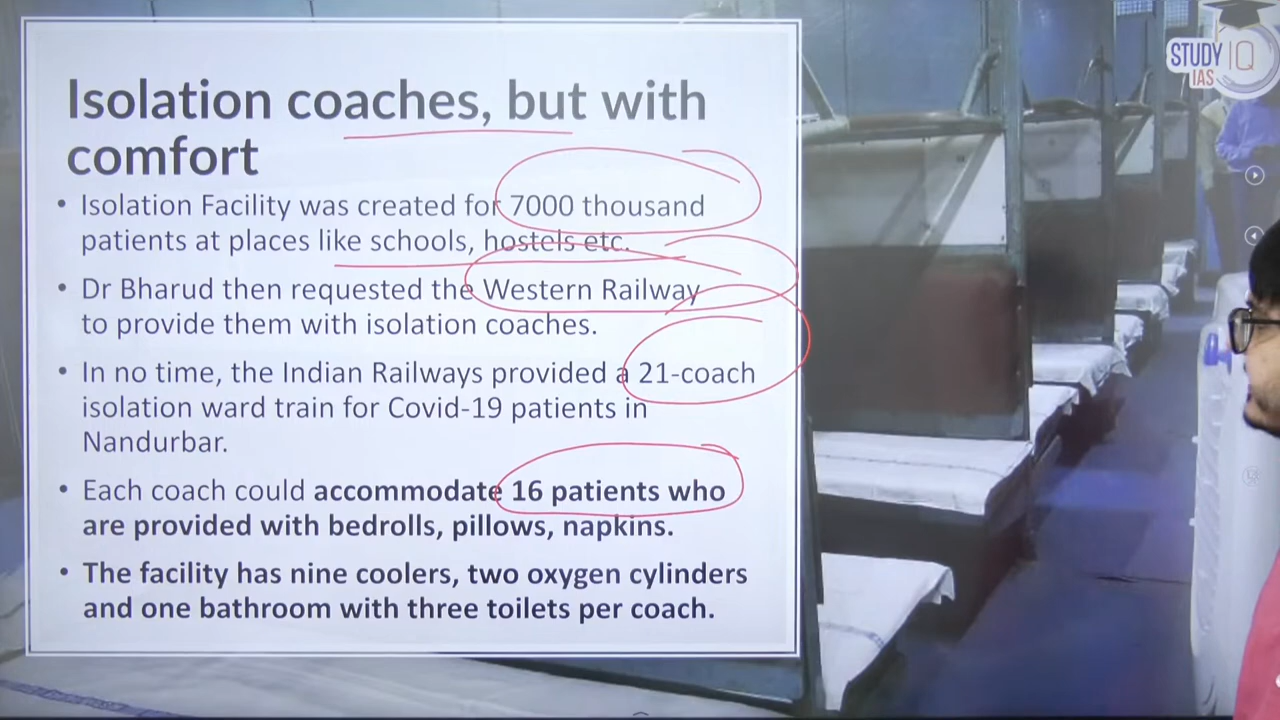 STUDY IQ
IAS
Isolation coaches, but with
comfort
• Isolation Facility was created for 7000 thousand
patients at places like schools, hostels etc.
• Dr Bharud then requested the Western Railway
to provide them with isolation coaches.
• In no time, the Indian Railways provided a 21-coach
isolation ward train for Covid-19 patients in
Nandurbar.
• Each coach could accommodate 16 patients who
are provided with bedrolls, pillows, napkins.
• The facility has nine coolers, two oxygen cylinders
and one bathroom with three toilets per coach.